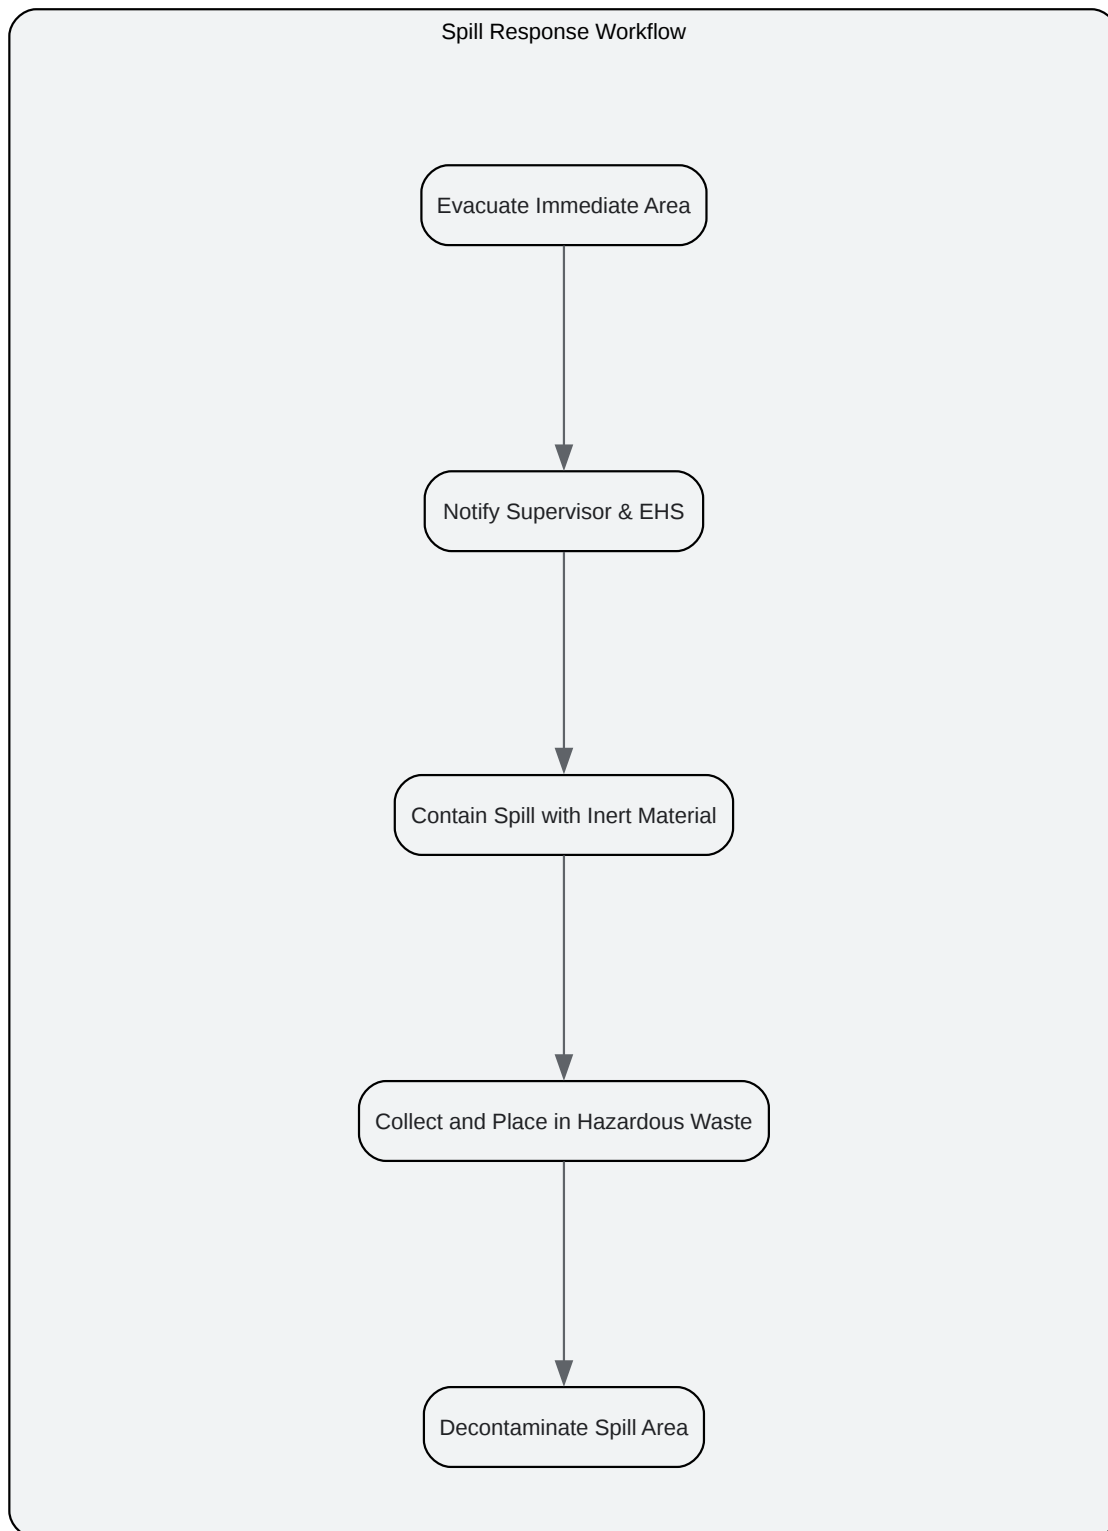 Spill Response Workflow
Evacuate Immediate Area
Notify Supervisor & EHS
Contain Spill with Inert Material
Collect and Place in Hazardous Waste
Decontaminate Spill Area